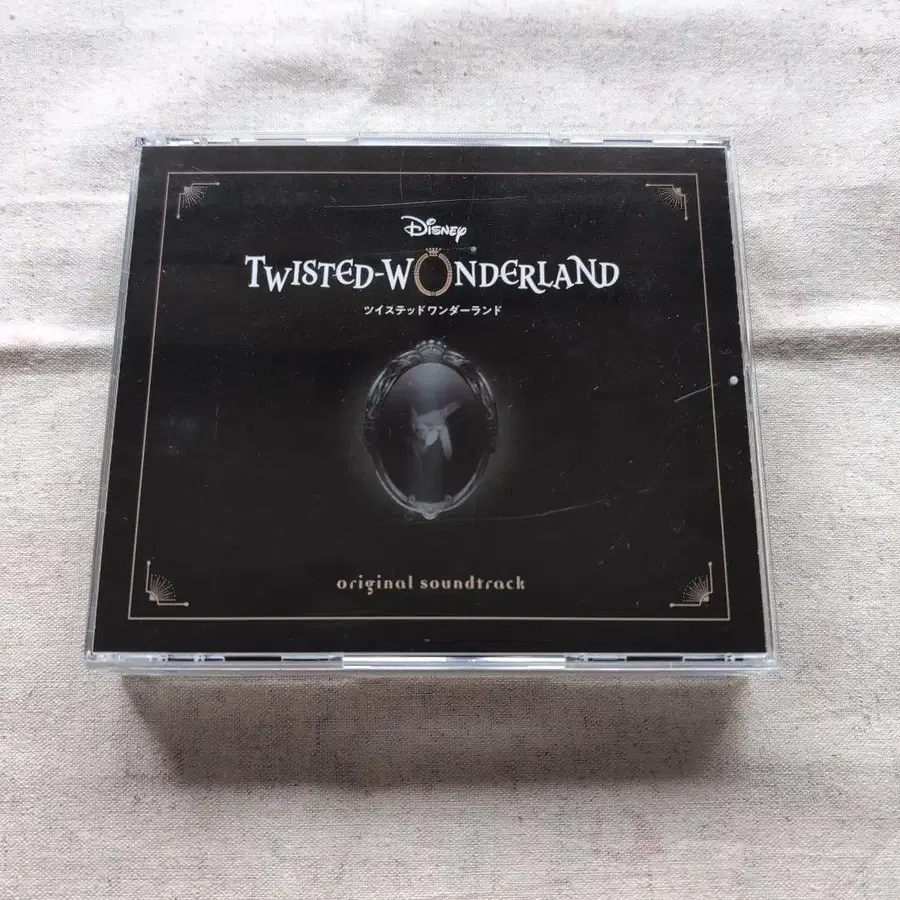 Disney
TWISTED-WONDERLAND
ツイステッドワンダーランド
original soundtrack